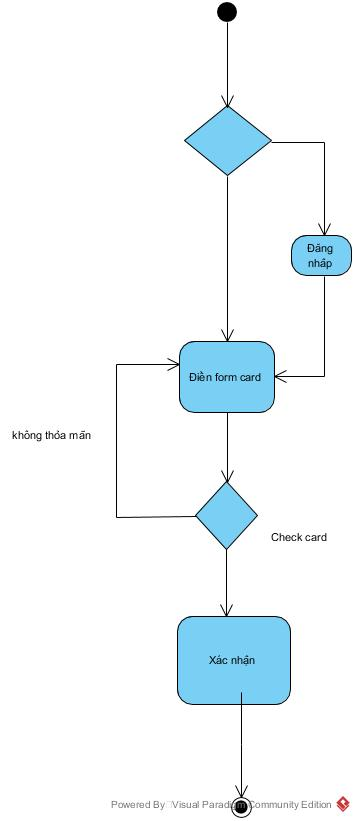 Đăng
nhập
Điền form card
không thỏa mãn
Check card
Xác nhận
Powered By Visual Paradigm Community Edition